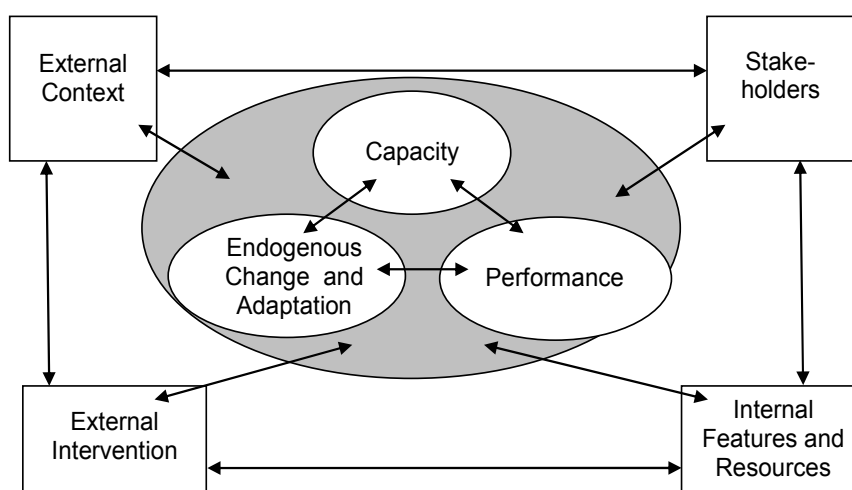 External
Context
Stake-
holders
Capacity
Endogenous
Change and
Adaptation
Performance
External
Intervention
Internal
Features and
Resources